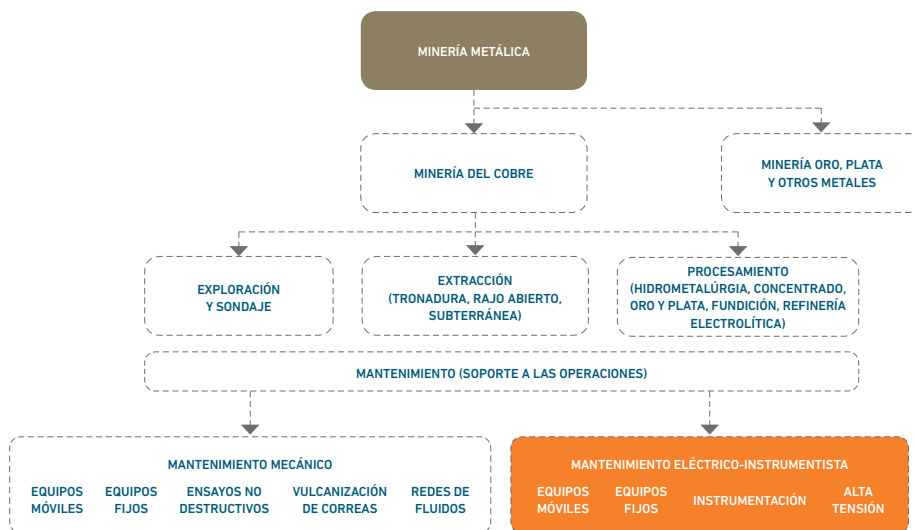 MINERÍA METÁLICA
MINERÍA DEL COBRE
MINERÍA ORO, PLATA
Y OTROS METALES
EXPLORACIÓN
Y SONDAJE
EXTRACCIÓN
(TRONADURA, RAJO ABIERTO,
SUBTERRÁNEA)
PROCESAMIENTO
(HIDROMETALÚRGIA, CONCENTRADO,
ORO Y PLATA, FUNDICIÓN, REFINERÍA
ELECTROLÍTICA)
MANTENIMIENTO (SOPORTE A LAS OPERACIONES)
MANTENIMIENTO MECÁNICO
EQUIPOS
MÓVILES
EQUIPOS
FIJOS
ENSAYOS NO
DESTRUCTIVOS
VULCANIZACIÓN
DE CORREAS
REDES DE
FLUIDOS
MANTENIMIENTO ELÉCTRICO-INSTRUMENTISTA
EQUIPOS
MÓVILES
EQUIPOS
FIJOS
INSTRUMENTACIÓN
ALTA
TENSIÓN